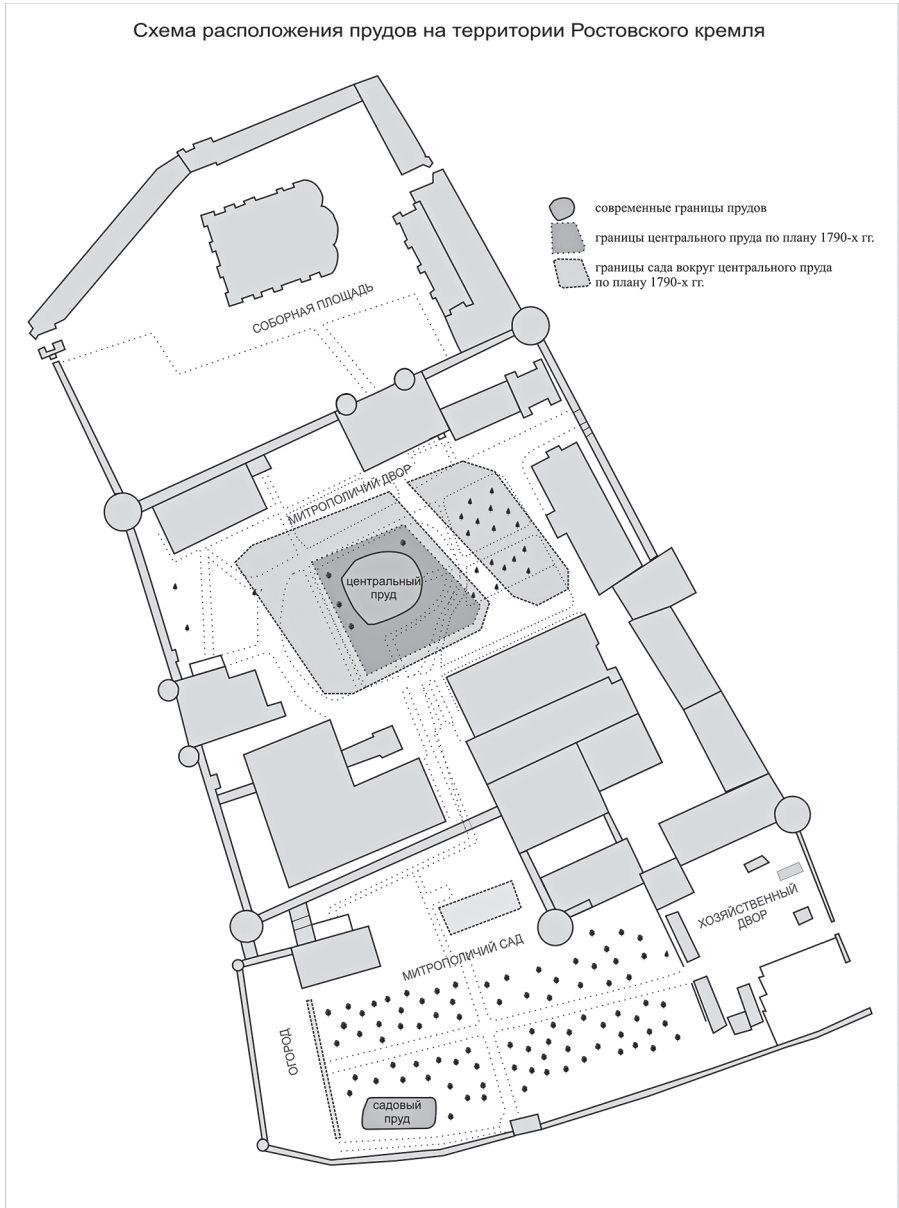 Схема расположения прудов на территории Ростовского кремля
современные границы прудов
границы центрального пруда по плану 1790-х гг.
границы сада вокруг центрального пруда
по плану 1790-х гг.
СОБОРНАЯ ПЛОЩАДЬ
МИТРОПОЛИЧИЙ ДВОР
центральный
пруд
ХОЗЯЙСТВЕННЫЙ
ДВОР
МИТРОПОЛИЧИЙ САД
ОГОРОД
садовый
пруд